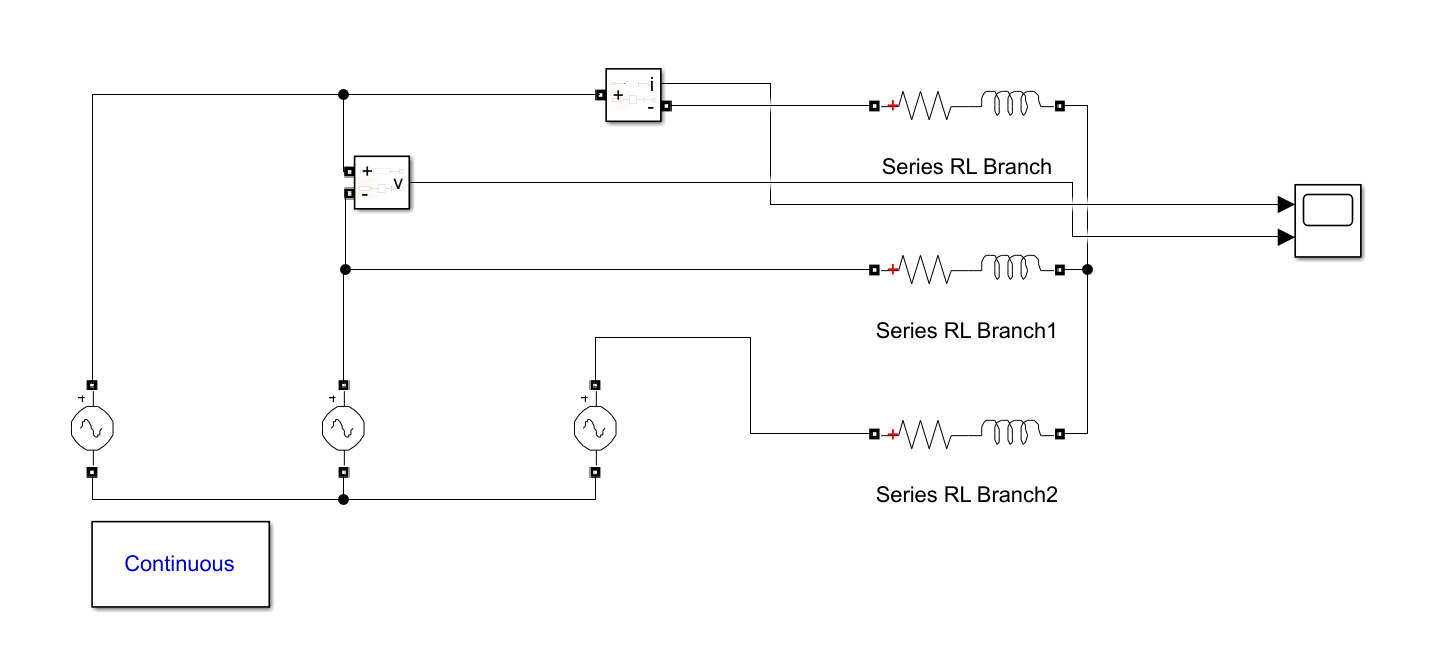 i
+
-
+
Series RL Branch
+
v
-
+
Series RL Branch1
+
+
+
+
Series RL Branch2
Continuous